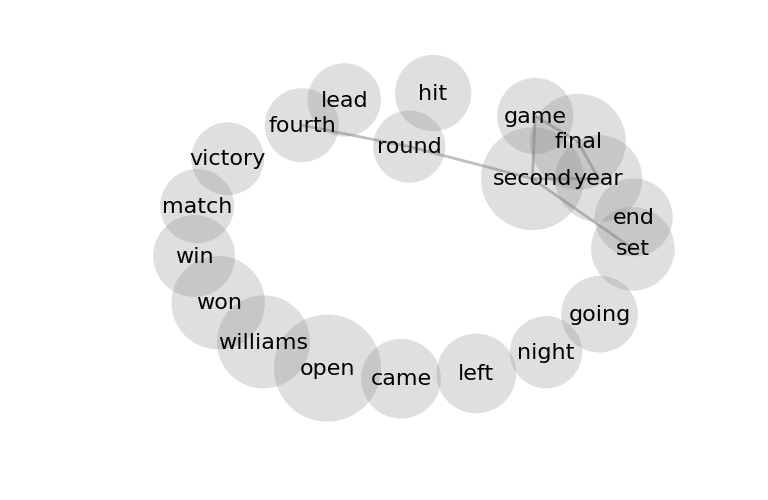 hit
lead
game
fourth
final
round
victory
second
year
match
end
set
win
won
going
williams
night
open
left
came